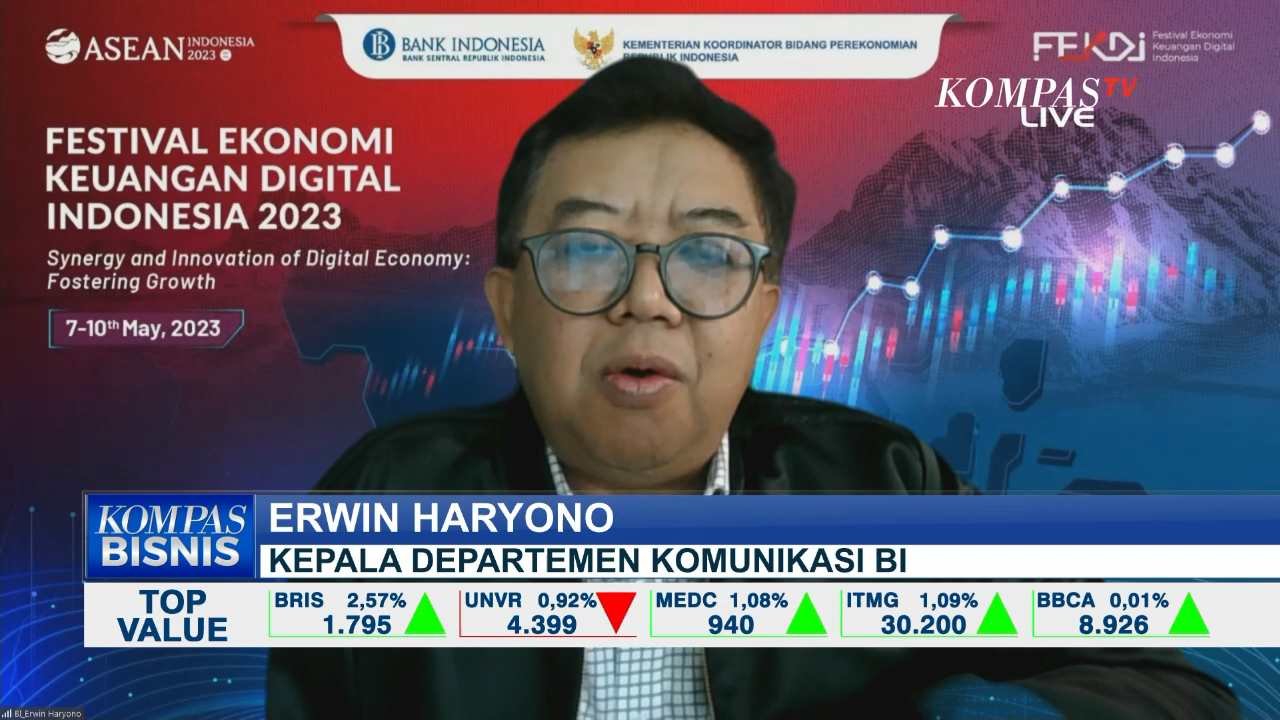 ASEAN INDONESIA 2023
BANK INDONESIA
BANK SENTRAL REPUBLIK INDONESIA
KEMENTERIAN KOORDINATOR BIDANG PEREKONOMIAN
INDONESIA
FEKDI
Festival Ekonomi
Keuangan Digital
Indonesia
KOMPAS TV
LIVE
FESTIVAL EKONOMI
KEUANGAN DIGITAL
INDONESIA 2023
Synergy and Innovation of Digital Economy:
Fostering Growth
7-10th May, 2023
KOMPAS
BISNIS
ERWIN HARYONO
KEPALA DEPARTEMEN KOMUNIKASI BI
TOP
VALUE
BRIS 2,57%
1.795
UNVR 0,92%
4.399
MEDC 1,08%
940
ITMG 1,09%
30.200
BBCA 0,01%
8.926
BI_Erwin Haryono